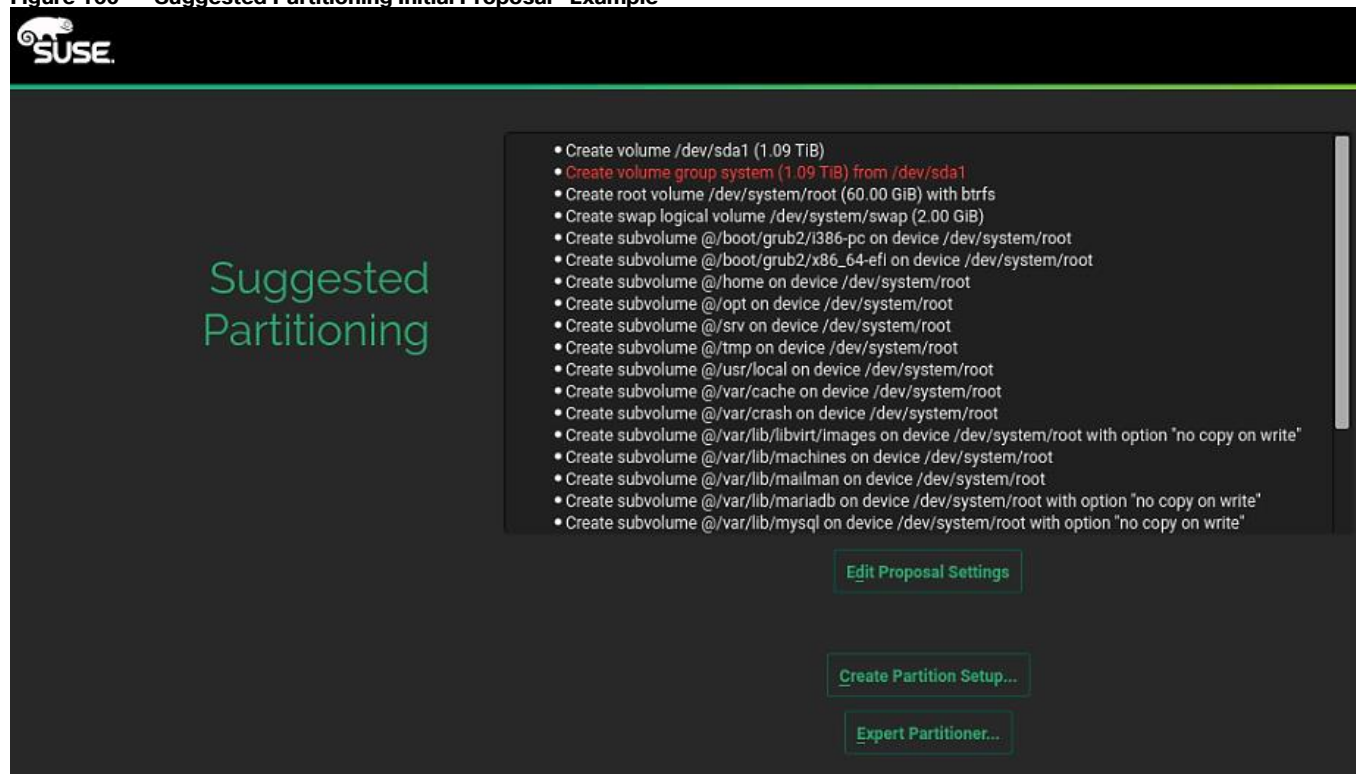 Suggested Partitioning Initial Proposal Example
SUSE.
Suggested
Partitioning
• Create volume /dev/sda1 (1.09 TiB)
• Create volume group system (1.09 TiB) from /dev/sda1
• Create root volume /dev/system/root (60.00 GiB) with btrfs
• Create swap logical volume /dev/system/swap (2.00 GiB)
• Create subvolume @/boot/grub2/i386-pc on device /dev/system/root
• Create subvolume @/boot/grub2/x86_64-efi on device /dev/system/root
• Create subvolume @/home on device /dev/system/root
• Create subvolume @/opt on device /dev/system/root
• Create subvolume @/srv on device /dev/system/root
• Create subvolume @/tmp on device /dev/system/root
• Create subvolume @/usr/local on device /dev/system/root
• Create subvolume @/var/cache on device /dev/system/root
• Create subvolume @/var/crash on device /dev/system/root
• Create subvolume @/var/lib/libvirt/images on device /dev/system/root with option "no copy on write"
• Create subvolume @/var/lib/machines on device /dev/system/root
• Create subvolume @/var/lib/mailman on device /dev/system/root
• Create subvolume @/var/lib/mariadb on device /dev/system/root with option "no copy on write"
• Create subvolume @/var/lib/mysql on device /dev/system/root with option "no copy on write"
Edit Proposal Settings
Create Partition Setup...
Expert Partitioner...